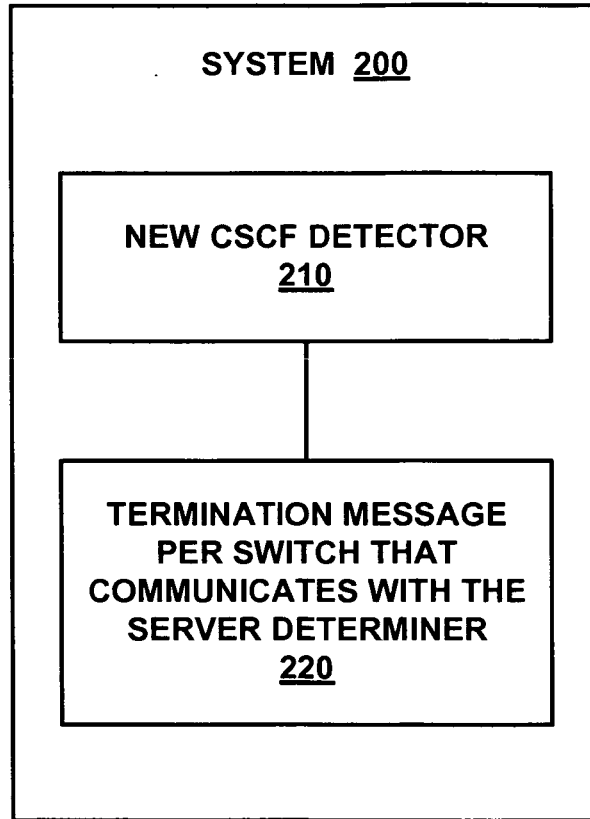 SYSTEM 200
NEW CSCF DETECTOR
210
TERMINATION MESSAGE
PER SWITCH THAT
COMMUNICATES WITH THE
SERVER DETERMINER
220